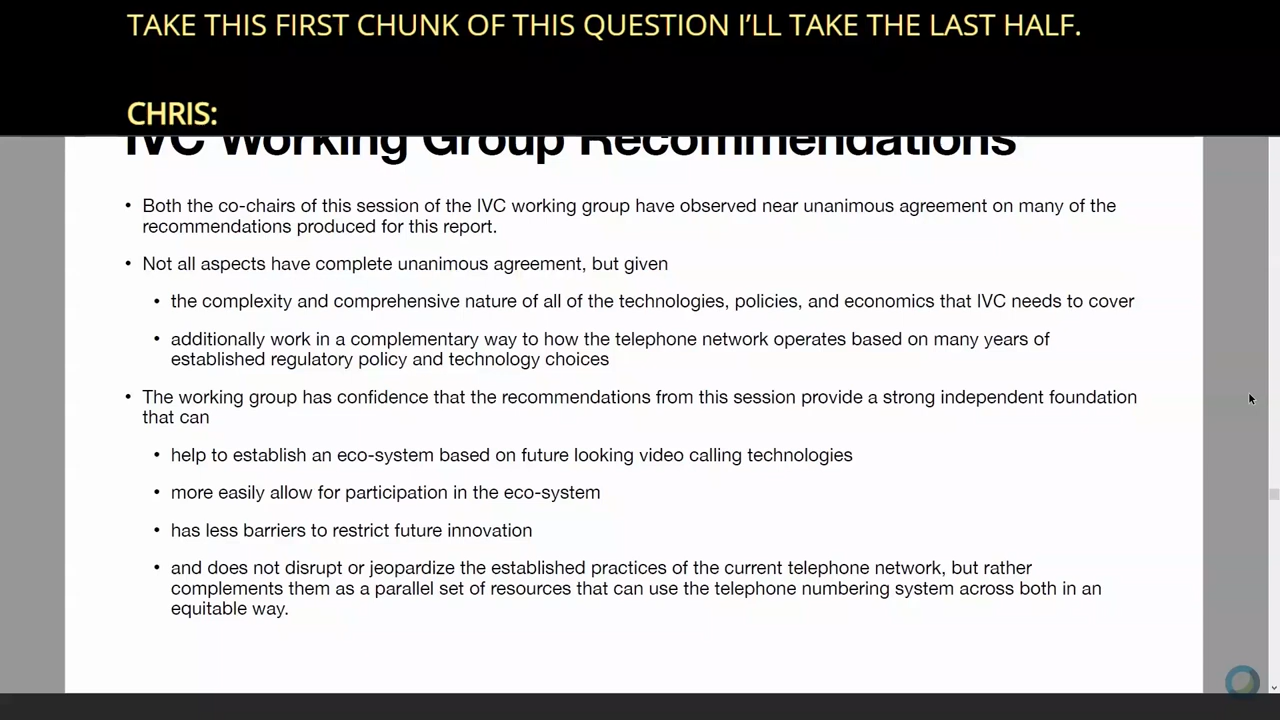 TAKE THIS FIRST CHUNK OF THIS QUESTION I'LL TAKE THE LAST HALF.
CHRIS:
IVC Working Group Recommendations
• Both the co-chairs of this session of the IVC working group have observed near unanimous agreement on many of the
recommendations produced for this report.
• Not all aspects have complete unanimous agreement, but given
• the complexity and comprehensive nature of all of the technologies, policies, and economics that IVC needs to cover
• additionally work in a complementary way to how the telephone network operates based on many years of
established regulatory policy and technology choices
• The working group has confidence that the recommendations from this session provide a strong independent foundation
that can
• help to establish an eco-system based on future looking video calling technologies
• more easily allow for participation in the eco-system
• has less barriers to restrict future innovation
• and does not disrupt or jeopardize the established practices of the current telephone network, but rather
complements them as a parallel set of resources that can use the telephone numbering system across both in an
equitable way.